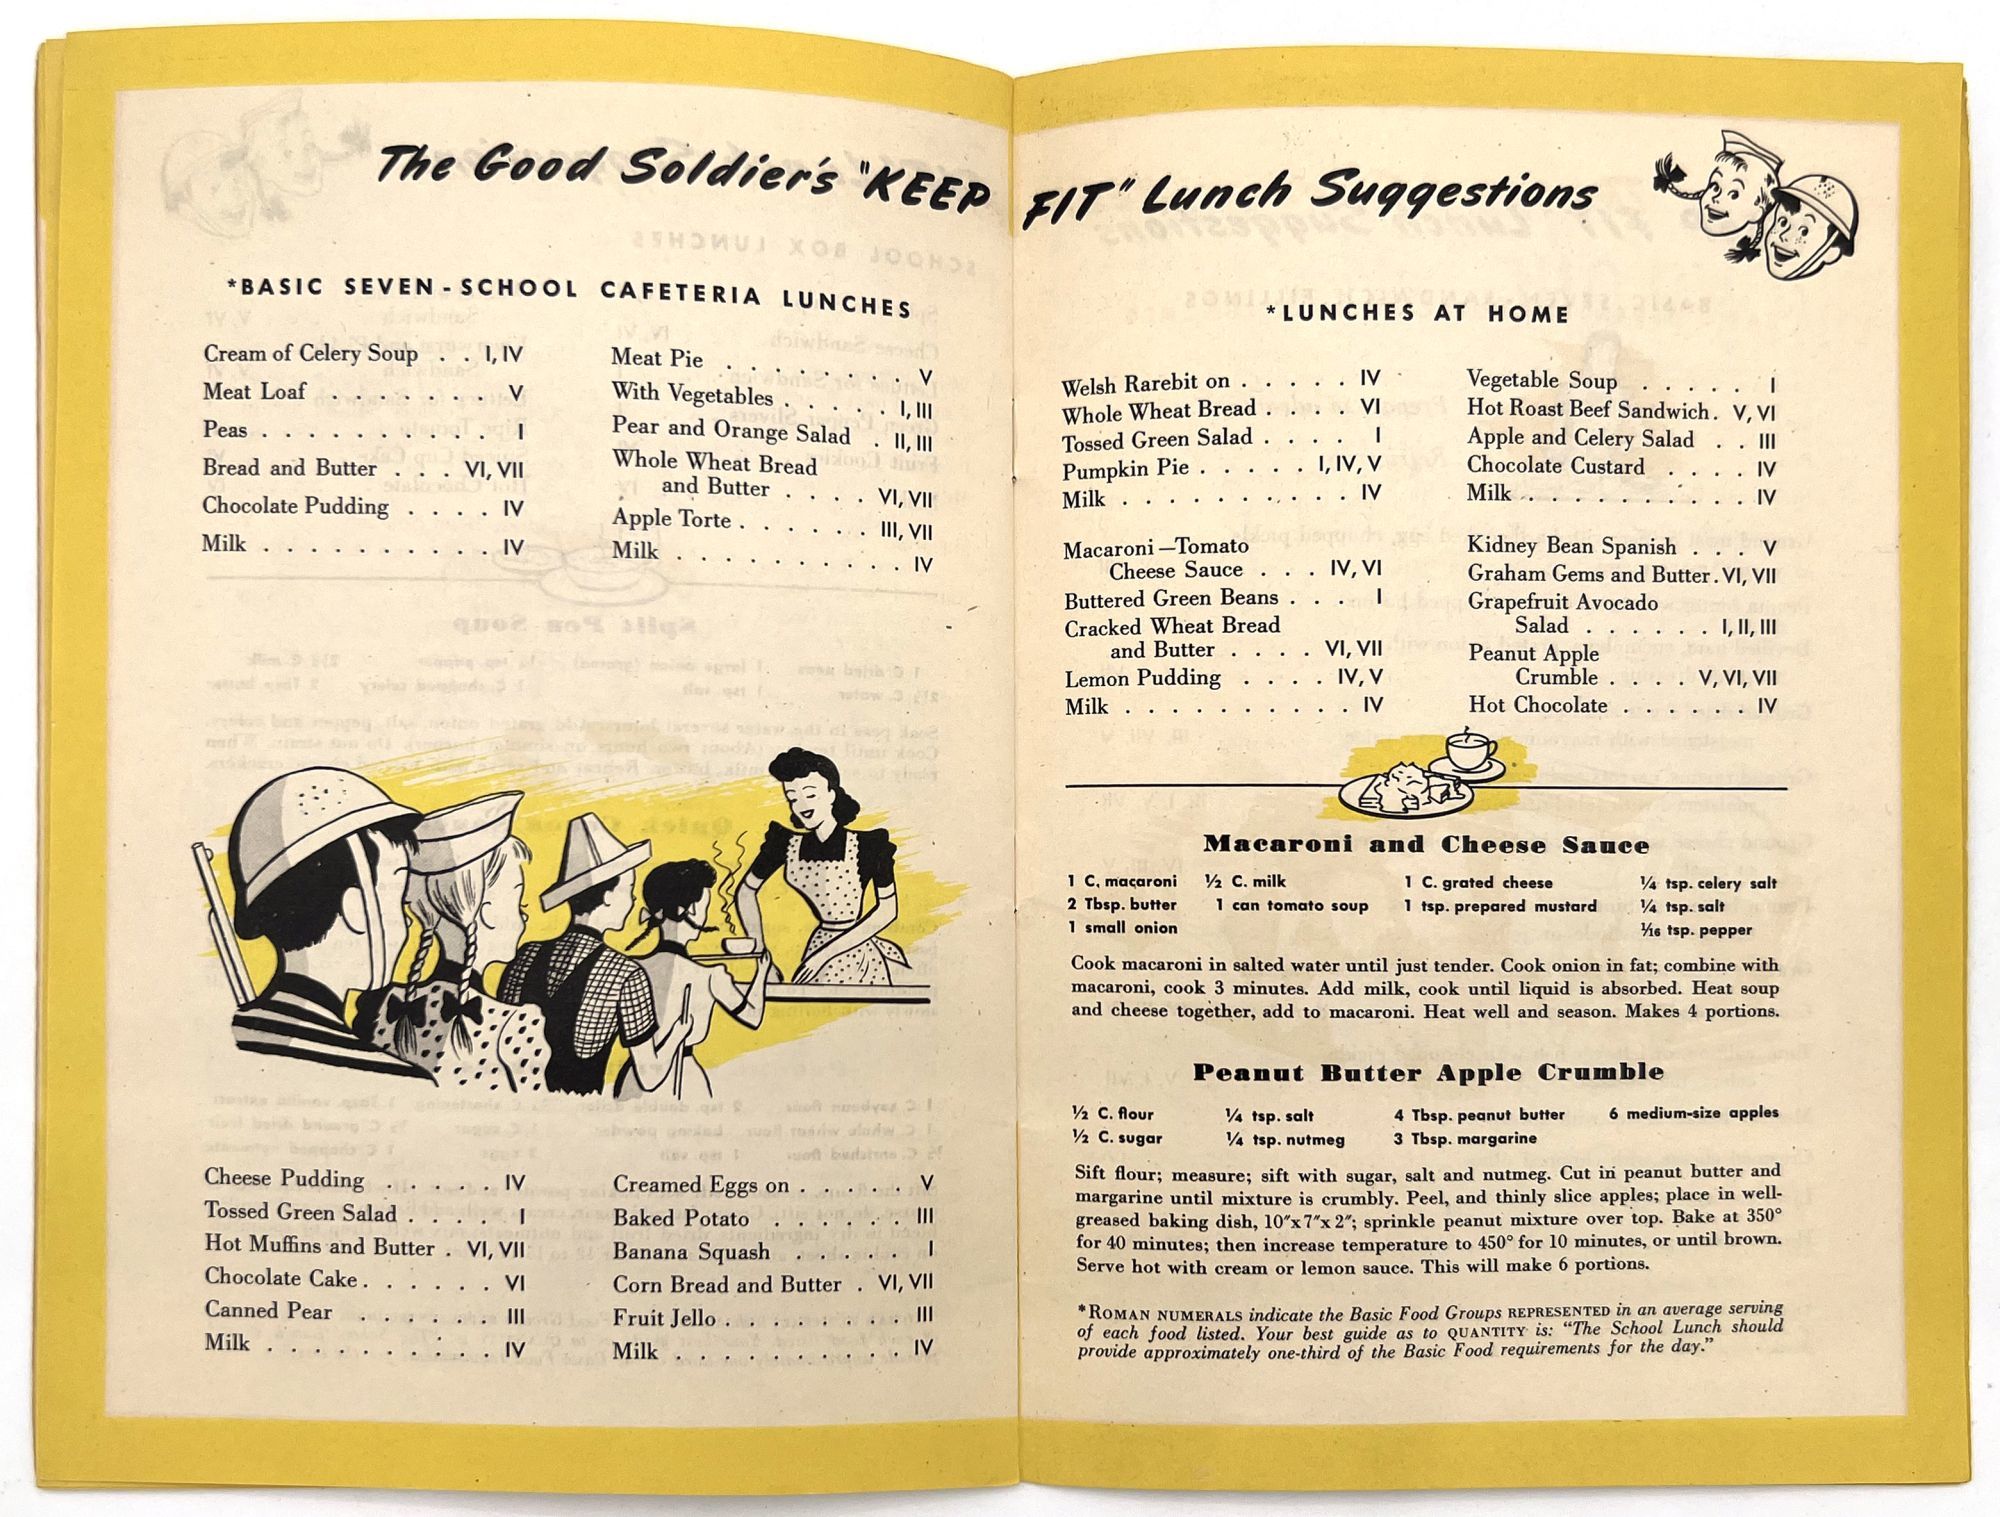 The Good Soldier's "KEEP FIT" Lunch Suggestions
*BASIC SEVEN-SCHOOL CAFETERIA LUNCHES
Cream of Celery Soup . . I, IV
Meat Loaf . . . . . . . V
Peas . . . . . . . . . . I
Bread and Butter . . . VI, VII
Chocolate Pudding . . . . IV
Milk . . . . . . . . . . IV
Meat Pie . . . . . . . . V
With Vegetables . . . . . I, III
Pear and Orange Salad . II, III
Whole Wheat Bread
and Butter . . . . VI, VII
Apple Torte . . . . . . III, VII
Milk . . . . . . . . . . IV
Cheese Pudding . . . . . IV
Tossed Green Salad . . . . I
Hot Muffins and Butter . VI, VII
Chocolate Cake . . . . . . VI
Canned Pear . . . . . . III
Milk . . . . . . . . . . IV
Creamed Eggs on . . . . . V
Baked Potato . . . . . . III
Banana Squash . . . . . I
Corn Bread and Butter . VI, VII
Fruit Jello . . . . . . . . III
Milk . . . . . . . . . . IV
*LUNCHES AT HOME
Welsh Rarebit on . . . . . IV
Whole Wheat Bread . . . . VI
Tossed Green Salad . . . . I
Pumpkin Pie . . . . . I, IV, V
Milk . . . . . . . . . . IV
Vegetable Soup . . . . . I
Hot Roast Beef Sandwich . V, VI
Apple and Celery Salad . . III
Chocolate Custard . . . . IV
Milk . . . . . . . . . . IV
Macaroni—Tomato
Cheese Sauce . . . IV, VI
Buttered Green Beans . . . I
Cracked Wheat Bread
and Butter . . . . VI, VII
Lemon Pudding . . . . IV, V
Milk . . . . . . . . . . IV
Kidney Bean Spanish . . . V
Graham Gems and Butter . VI, VII
Grapefruit Avocado
Salad . . . . . . I, II, III
Peanut Apple
Crumble . . . . V, VI, VII
Hot Chocolate . . . . . . IV
Macaroni and Cheese Sauce
1 C. macaroni ½ C. milk 1 C. grated cheese ¼ tsp. celery salt
2 Tbsp. butter 1 can tomato soup 1 tsp. prepared mustard ¼ tsp. salt
1 small onion 1/16 tsp. pepper
Cook macaroni in salted water until just tender. Cook onion in fat; combine with
macaroni, cook 3 minutes. Add milk, cook until liquid is absorbed. Heat soup
and cheese together, add to macaroni. Heat well and season. Makes 4 portions.
Peanut Butter Apple Crumble
½ C. flour ¼ tsp. salt 4 Tbsp. peanut butter 6 medium-size apples
½ C. sugar ¼ tsp. nutmeg 3 Tbsp. margarine
Sift flour; measure; sift with sugar, salt and nutmeg. Cut in peanut butter and
margarine until mixture is crumbly. Peel, and thinly slice apples; place in well-
greased baking dish, 10"x7"x2"; sprinkle peanut mixture over top. Bake at 350°
for 40 minutes; then increase temperature to 450° for 10 minutes, or until brown.
Serve hot with cream or lemon sauce. This will make 6 portions.
*ROMAN NUMERALS indicate the Basic Food Groups REPRESENTED in an average serving
of each food listed. Your best guide as to QUANTITY is: "The School Lunch should
provide approximately one-third of the Basic Food requirements for the day."